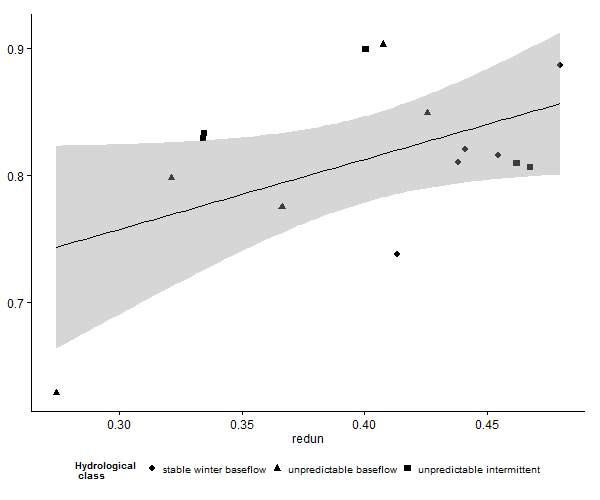 0.9
0.8
0.7
0.30 0.35 0.40 0.45
redun
Hydrological class stable winter baseflow unpredictable baseflow unpredictable intermittent